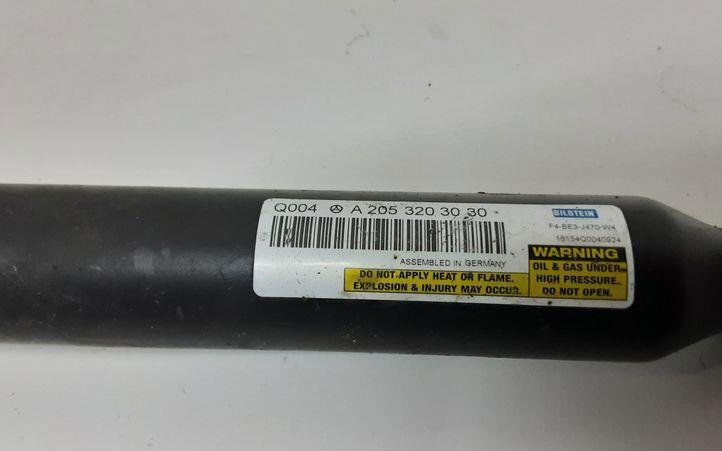 Q004 A 205 320 30 30
BILSTEIN
F4-BE3-J470-W4
18154Q0040924
ASSEMBLED IN GERMANY
DO NOT APPLY HEAT OR FLAME.
EXPLOSION & INJURY MAY OCCUR.
WARNING
OIL & GAS UNDER
HIGH PRESSURE.
DO NOT OPEN.